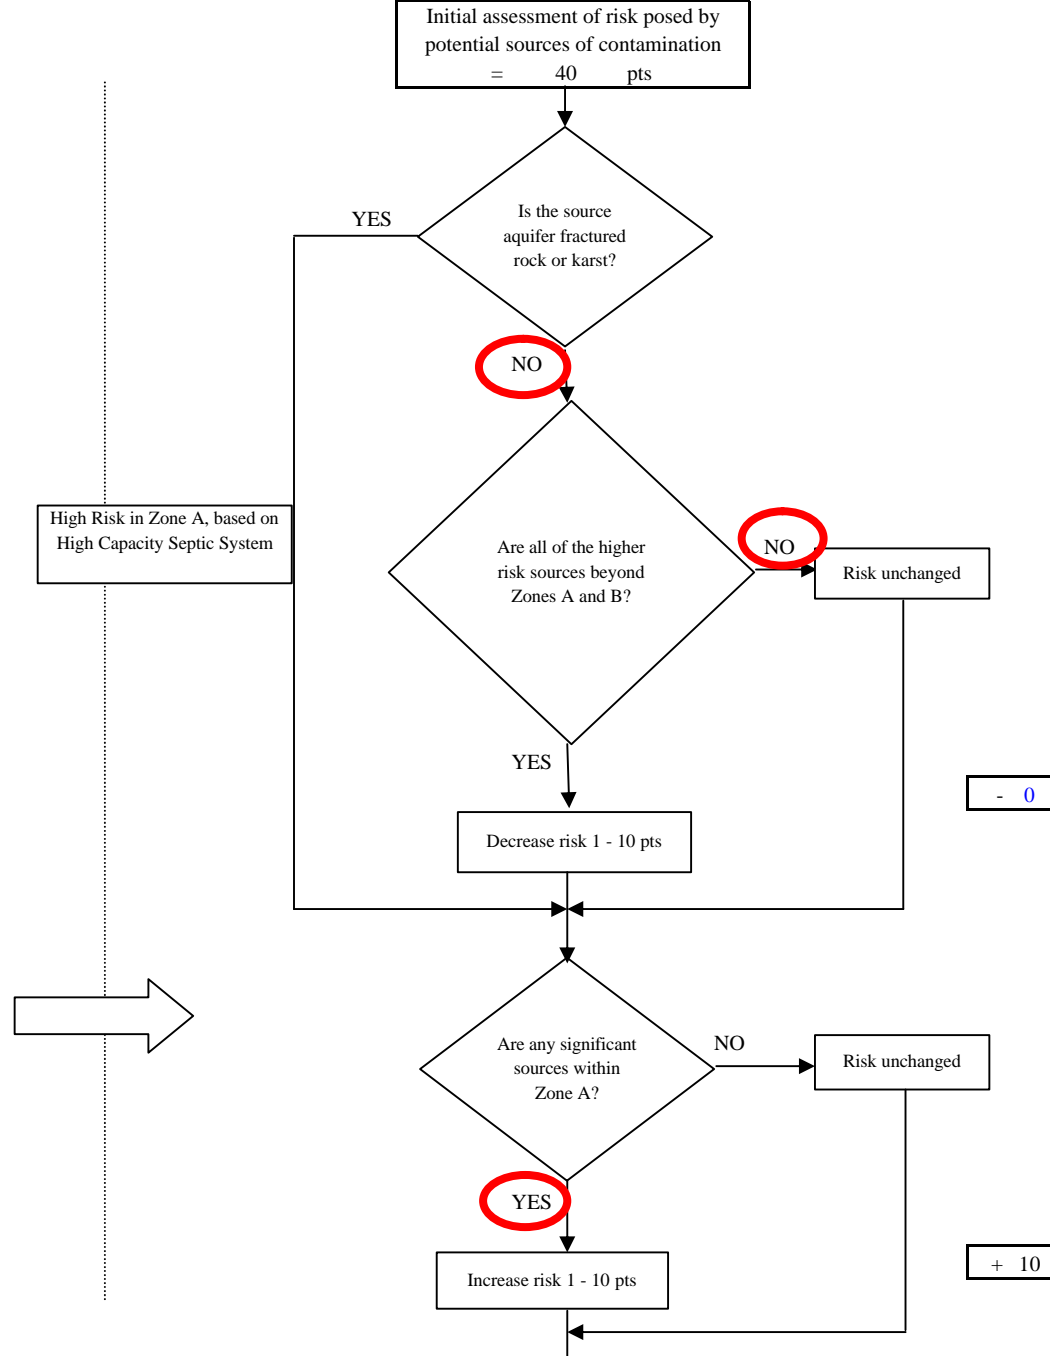 Initial assessment of risk posed by
potential sources of contamination
= 40 pts
Is the source
aquifer fractured
rock or karst?
YES
NO
High Risk in Zone A, based on
High Capacity Septic System
Are all of the higher
risk sources beyond
Zones A and B?
NO
Risk unchanged
YES
- 0
Decrease risk 1 - 10 pts
Are any significant
sources within
Zone A?
NO
Risk unchanged
YES
+ 10
Increase risk 1 - 10 pts